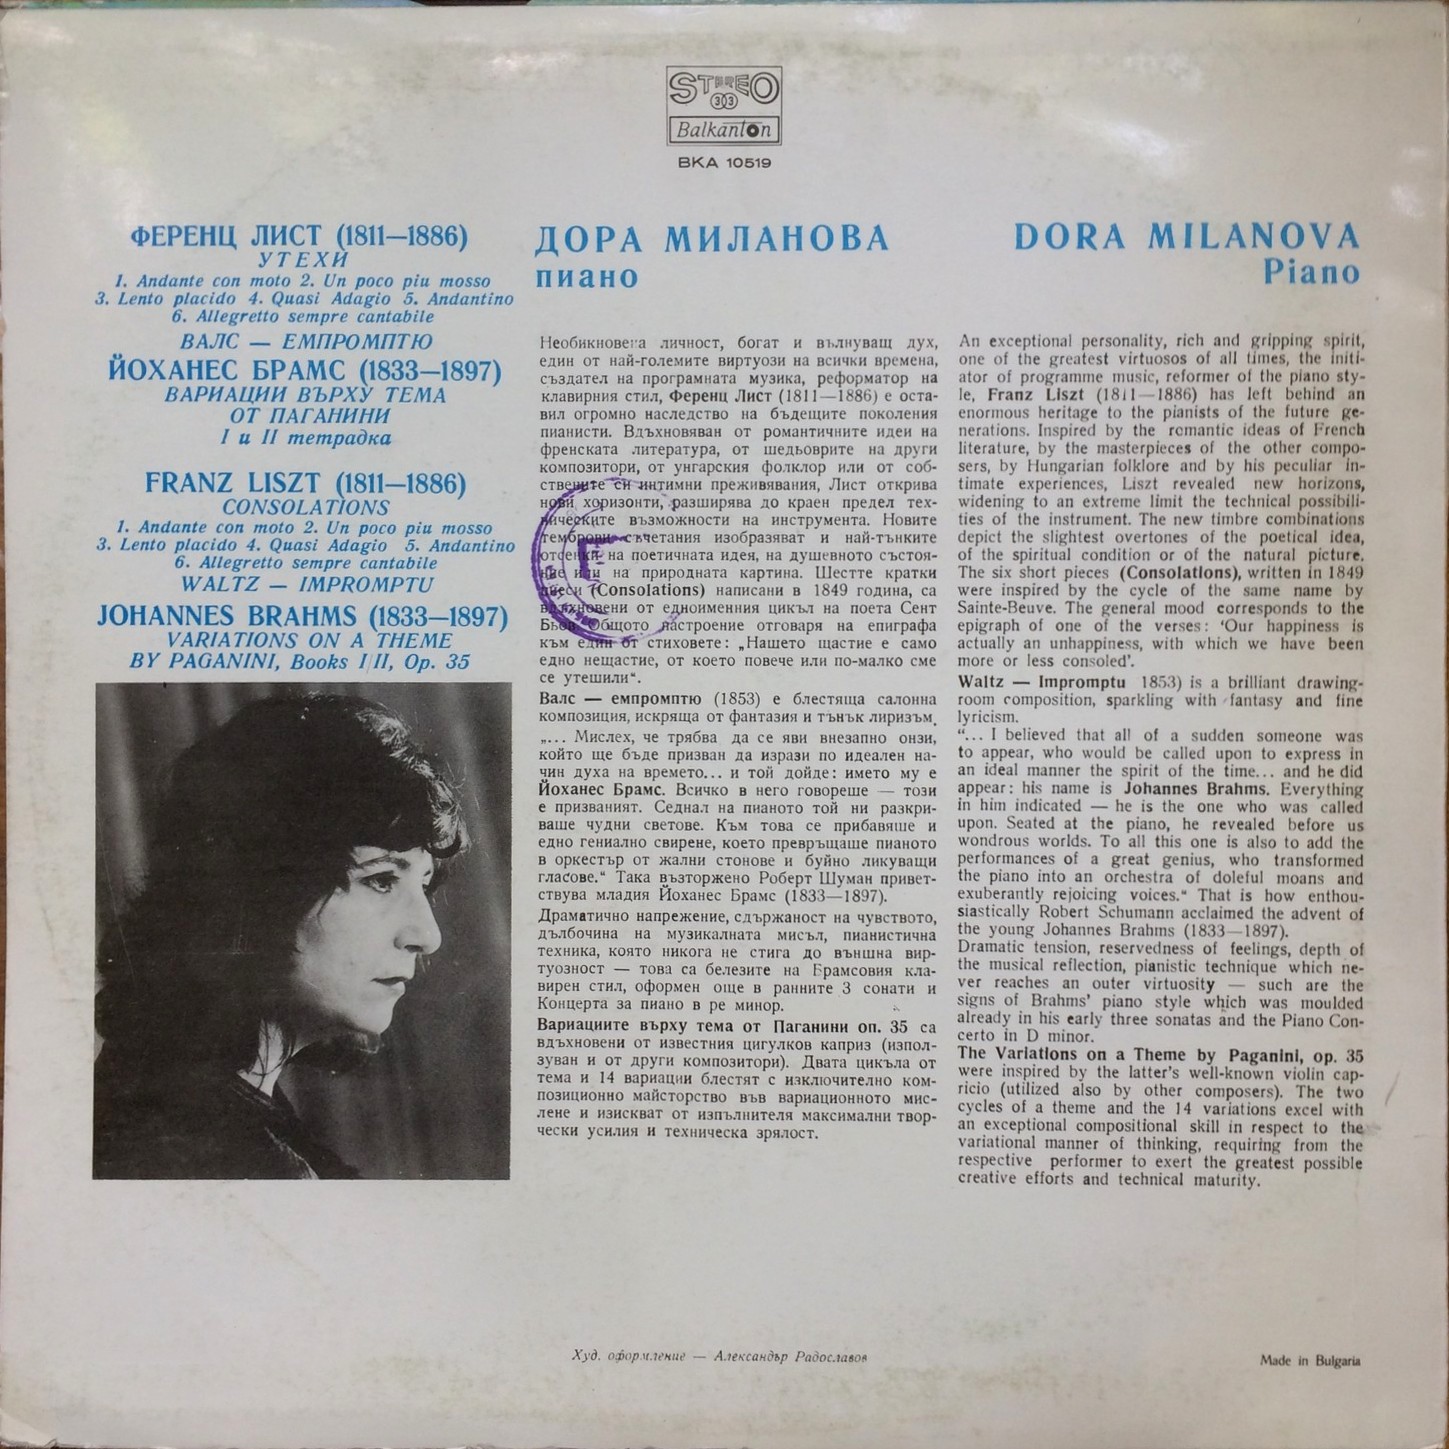 STEREO
33
Balkanton
BKA 10519
ФЕРЕНЦ ЛИСТ (1811—1886)
УТЕХИ
1. Andante con moto 2. Un poco piu mosso
3. Lento placido 4. Quasi Adagio 5. Andantino
6. Allegretto sempre cantabile
ВАЛС — ЕМПРОМПТЮ
ЙОХАНЕС БРАМС (1833—1897)
ВАРИАЦИИ ВЪРХУ ТЕМА
ОТ ПАГАНИНИ
I и II тетрадка
FRANZ LISZT (1811—1886)
CONSOLATIONS
1. Andante con moto 2. Un poco piu mosso
3. Lento placido 4. Quasi Adagio 5. Andantino
6. Allegretto sempre cantabile
WALTZ — IMPROMPTU
JOHANNES BRAHMS (1833—1897)
VARIATIONS ON A THEME
BY PAGANINI, Books I/II, Op. 35
ДОРА МИЛАНОВА
пиано
Необикновена личност, богат и вълнуващ дух,
един от най-големите виртуози на всички времена,
създател на програмната музика, реформатор на
клавирния стил, Ференц Лист (1811—1886) е оста-
вил огромно наследство на бъдещите поколения
пианисти. Вдъхновяван от романтичните идеи на
френската литература, от шедьоврите на други
композитори, от унгарския фолклор или от соб-
ствените си интимни преживявания, Лист открива
нови хоризонти, разширява до краен предел тех-
ническите възможности на инструмента. Новите
темброви съчетания изобразяват и най-тънките
отсенки на поетичната идея, на душевното състоя-
ние или на природната картина. Шестте кратки
пиеси (Consolations) написани в 1849 година, са
вдъхновени от едноименния цикъл на поета Сент
Бьов. Общото настроение отговаря на епиграфа
към един от стиховете: „Нашето щастие е само
едно нещастие, от което повече или по-малко сме
се утешили“.
Валс — емпромптю (1853) е блестяща салонна
композиция, искряща от фантазия и тънък лиризъм.
„... Мислех, че трябва да се яви внезапно онзи,
който ще бъде призван да изрази по идеален на-
чин духа на времето... и той дойде: името му е
Йоханес Брамс. Всичко в него говореше — този
е призваният. Седнал на пианото той ни разкри-
ваше чудни светове. Към това се прибавяше и
едно гениално свирене, което превръщаше пианото
в оркестър от жални стонове и буйно ликуващи
гласове.“ Така възторжено Роберт Шуман привет-
ствува младия Йоханес Брамс (1833—1897).
Драматично напрежение, сдържаност на чувството,
дълбочина на музикалната мисъл, пианистична
техника, която никога не стига до външна вир-
туозност — това са белезите на Брамсовия кла-
вирен стил, оформен още в ранните 3 сонати и
Концерта за пиано в ре минор.
Вариациите върху тема от Паганини оп. 35 са
вдъхновени от известния цигулков каприз (изпол-
зуван и от други композитори). Двата цикъла от
тема и 14 вариации блестят с изключително ком-
позиционно майсторство във вариационното мис-
лене и изискват от изпълнителя максимални твор-
чески усилия и техническа зрялост.
DORA MILANOVA
Piano
An exceptional personality, rich and gripping spirit,
one of the greatest virtuosos of all times, the initi-
ator of programme music, reformer of the piano sty-
le, Franz Liszt (1811—1886) has left behind an
enormous heritage to the pianists of the future ge-
nerations. Inspired by the romantic ideas of French
literature, by the masterpieces of the other compo-
sers, by Hungarian folklore and by his peculiar in-
timate experiences, Liszt revealed new horizons,
widening to an extreme limit the technical possibili-
ties of the instrument. The new timbre combinations
depict the slightest overtones of the poetical idea,
of the spiritual condition or of the natural picture.
The six short pieces (Consolations), written in 1849
were inspired by the cycle of the same name by
Sainte-Beuve. The general mood corresponds to the
epigraph of one of the verses: ‘Our happiness is
actually an unhappiness, with which we have been
more or less consoled’.
Waltz — Impromptu 1853) is a brilliant drawing-
room composition, sparkling with fantasy and fine
lyricism.
“... I believed that all of a sudden someone was
to appear, who would be called upon to express in
an ideal manner the spirit of the time... and he did
appear: his name is Johannes Brahms. Everything
in him indicated — he is the one who was called
upon. Seated at the piano, he revealed before us
wondrous worlds. To all this one is also to add the
performances of a great genius, who transformed
the piano into an orchestra of doleful moans and
exuberantly rejoicing voices.“ That is how enthou-
siastically Robert Schumann acclaimed the advent of
the young Johannes Brahms (1833—1897).
Dramatic tension, reservedness of feelings, depth of
the musical reflection, pianistic technique which ne-
ver reaches an outer virtuosity — such are the
signs of Brahms’ piano style which was moulded
already in his early three sonatas and the Piano Con-
certo in D minor.
The Variations on a Theme by Paganini, op. 35
were inspired by the latter’s well-known violin cap-
ricio (utilized also by other composers). The two
cycles of a theme and the 14 variations excel with
an exceptional compositional skill in respect to the
variational manner of thinking, requiring from the
respective performer to exert the greatest possible
creative efforts and technical maturity.
Худ. оформление — Александър Радославов
Made in Bulgaria